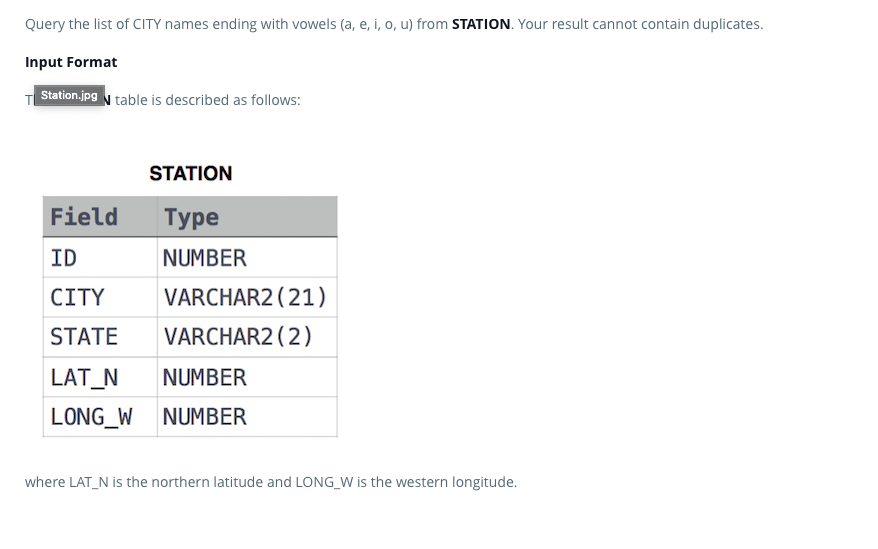 Query the list of CITY names ending with vowels (a, e, i, o, u) from STATION. Your result cannot contain duplicates.
Input Format
T Station.jpg N table is described as follows:
STATION
Field Type
ID NUMBER
CITY VARCHAR2(21)
STATE VARCHAR2(2)
LAT_N NUMBER
LONG_W NUMBER
where LAT_N is the northern latitude and LONG_W is the western longitude.